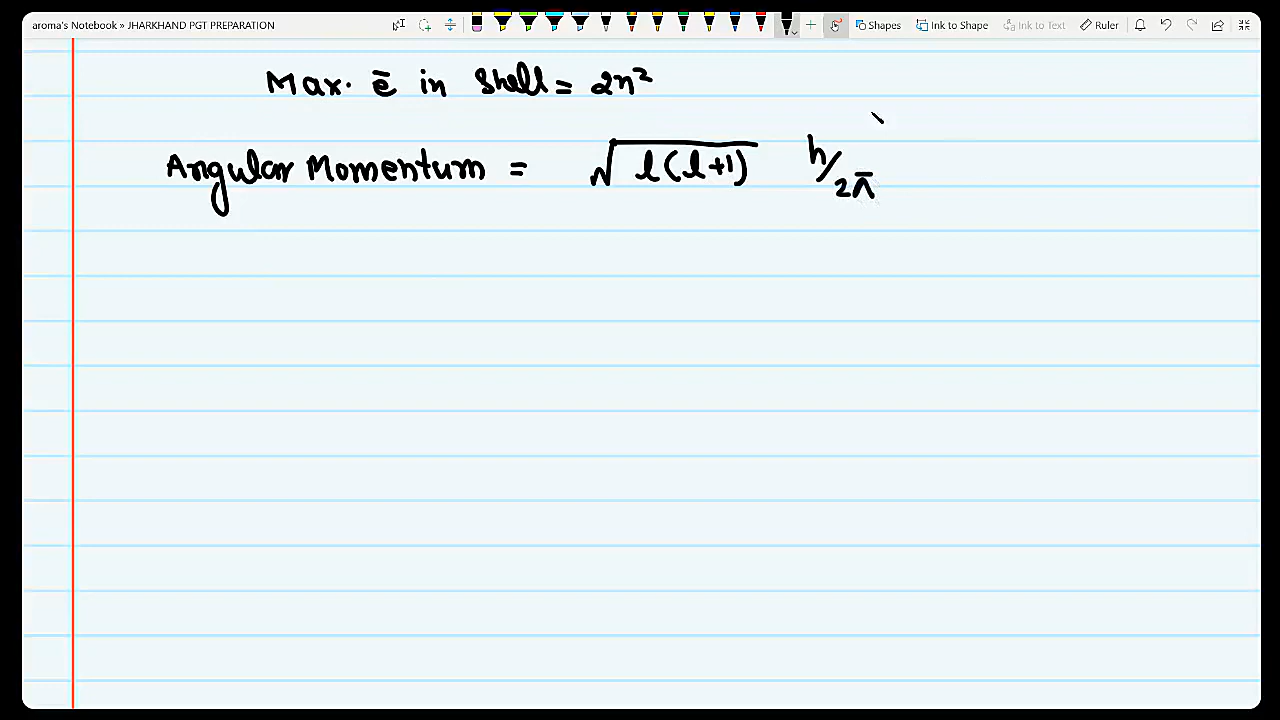 aroma's Notebook » JHARKHAND PGT PREPARATION Shapes Ink to Shape Ink to Math Ruler
Max. ē in Shell = 2n²
Angular Momentum = √l(l+1) h/2π